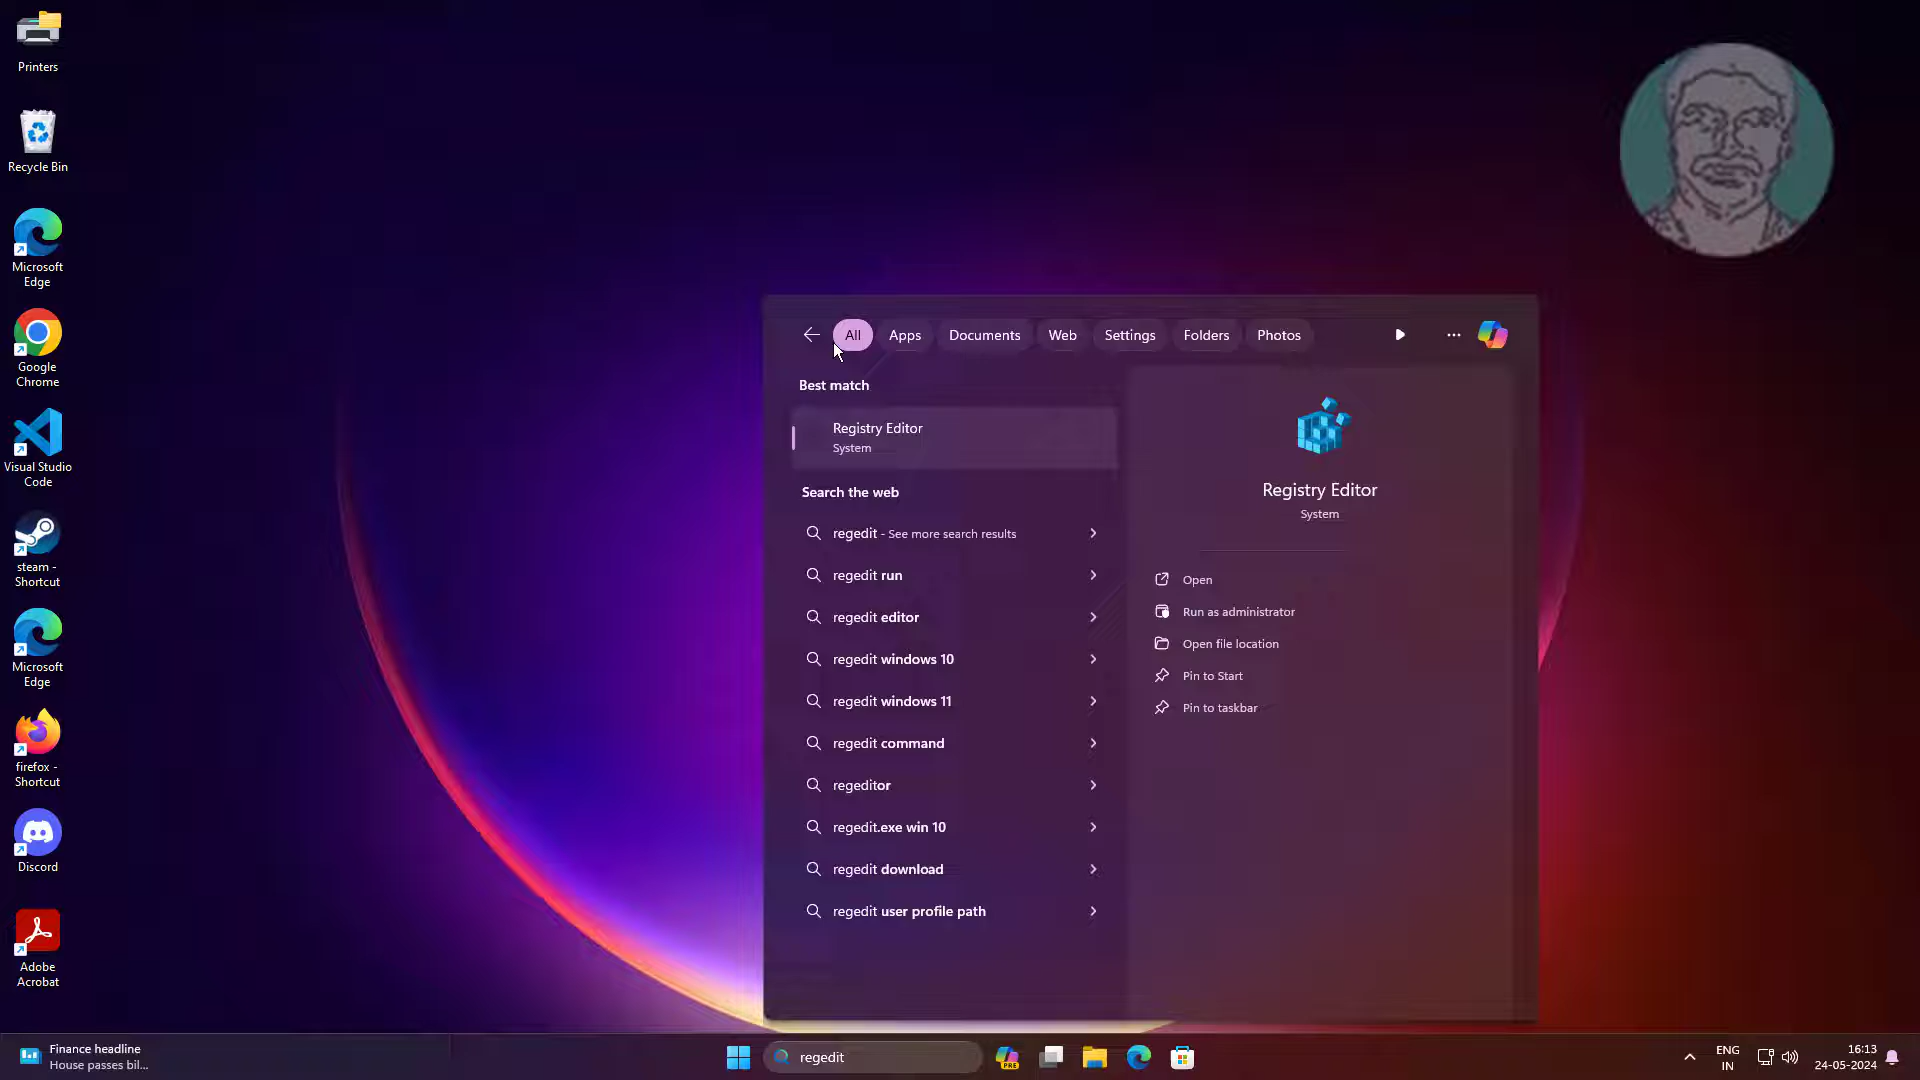 Printers
Recycle Bin
Microsoft
Edge
Google
Chrome
Visual Studio
Code
steam -
Shortcut
Microsoft
Edge
firefox -
Shortcut
Discord
Adobe
Acrobat
All
Apps
Documents
Web
Settings
Folders
Photos
Best match
Registry Editor
System
Search the web
regedit - See more search results
regedit run
regedit editor
regedit windows 10
regedit windows 11
regedit command
regeditor
regedit.exe win 10
regedit download
regedit user profile path
Registry Editor
System
Open
Run as administrator
Open file location
Pin to Start
Pin to taskbar
Finance headline
House passes bil...
regedit
PRE
ENG
IN
16:13
24-05-2024